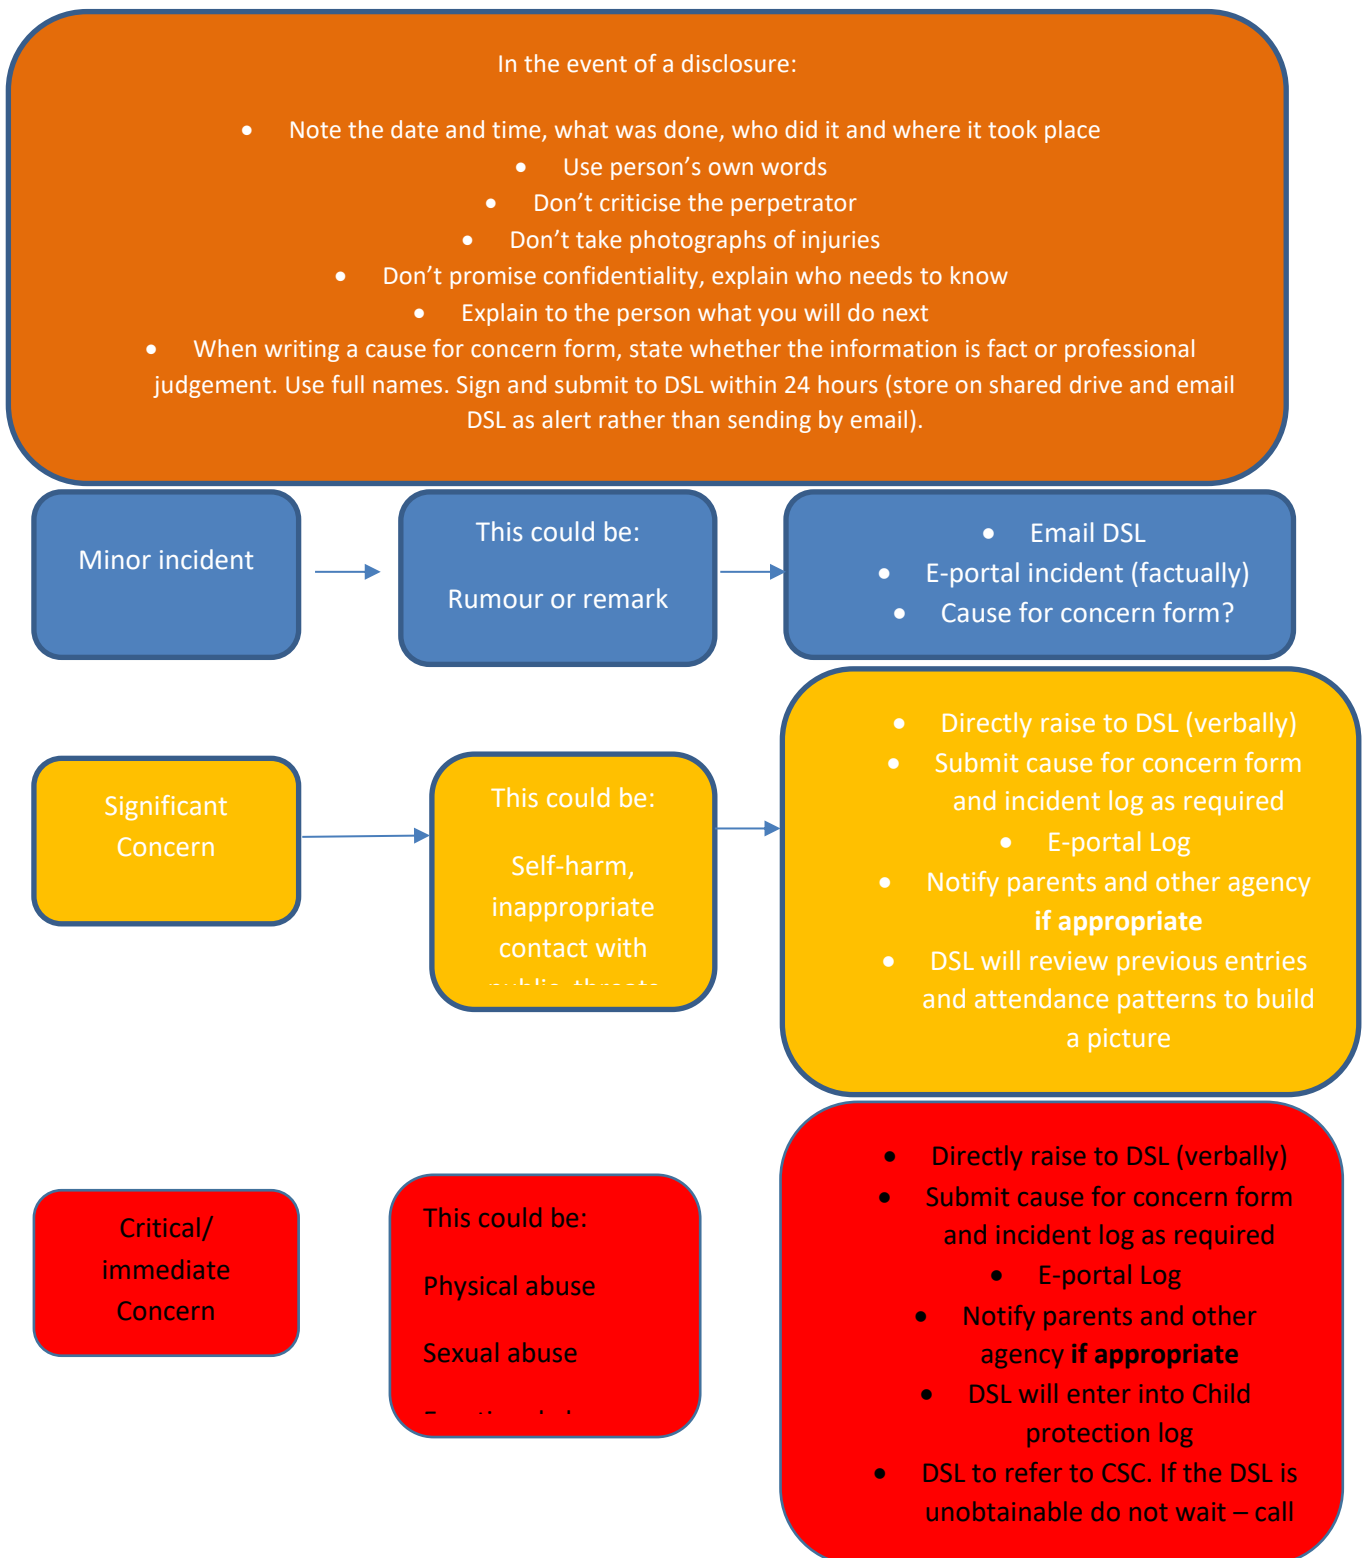 In the event of a disclosure:
• Note the date and time, what was done, who did it and where it took place
• Use person’s own words
• Don’t criticise the perpetrator
• Don’t take photographs of injuries
• Don’t promise confidentiality, explain who needs to know
• Explain to the person what you will do next
• When writing a cause for concern form, state whether the information is fact or professional
judgement. Use full names. Sign and submit to DSL within 24 hours (store on shared drive and email
DSL as alert rather than sending by email).
Minor incident
This could be:
Rumour or remark
• Email DSL
• E-portal incident (factually)
• Cause for concern form?
Significant
Concern
This could be:
Self-harm,
inappropriate
contact with
public, threats
• Directly raise to DSL (verbally)
• Submit cause for concern form
and incident log as required
• E-portal Log
• Notify parents and other agency
if appropriate
• DSL will review previous entries
and attendance patterns to build
a picture
Critical/
immediate
Concern
This could be:
Physical abuse
Sexual abuse
• Directly raise to DSL (verbally)
• Submit cause for concern form
and incident log as required
• E-portal Log
• Notify parents and other
agency if appropriate
• DSL will enter into Child
protection log
• DSL to refer to CSC. If the DSL is
unobtainable do not wait – call